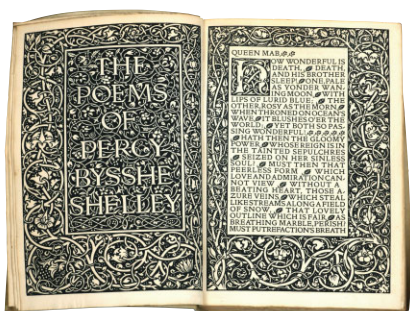 THE
POEMS
OF
PERCY
BYSSHE
SHELLEY
QUEEN MAB
HOW WONDERFUL IS
DEATH, DEATH,
AND HIS BROTHER
SLEEP! ONE, PALE
AS YONDER WAN-
ING MOON, WITH
LIPS OF LURID BLUE; THE
OTHER, ROSY AS THE MORN
WHEN THRONED ON OCEAN'S
WAVE IT BLUSHES OVER THE
WORLD: YET BOTH SO PAS-
SING WONDERFUL!
HATH THEN THE GLOOMY
POWER WHOSE REIGN IS IN
THE TAINTED SEPULCHRES
SEIZED ON HER SINLESS
SOUL? MUST THEN THAT
PEERLESS FORM WHICH
LOVE AND ADMIRATION CAN-
NOT VIEW WITHOUT A
BEATING HEART, THOSE A-
ZURE VEINS WHICH STEAL
LIKE STREAMS ALONG A FIELD
OF SNOW, THAT LOVELY
OUTLINE WHICH IS FAIR AS
BREATHING MARBLE, PERISH?
MUST PUTREFACTION'S BREATH